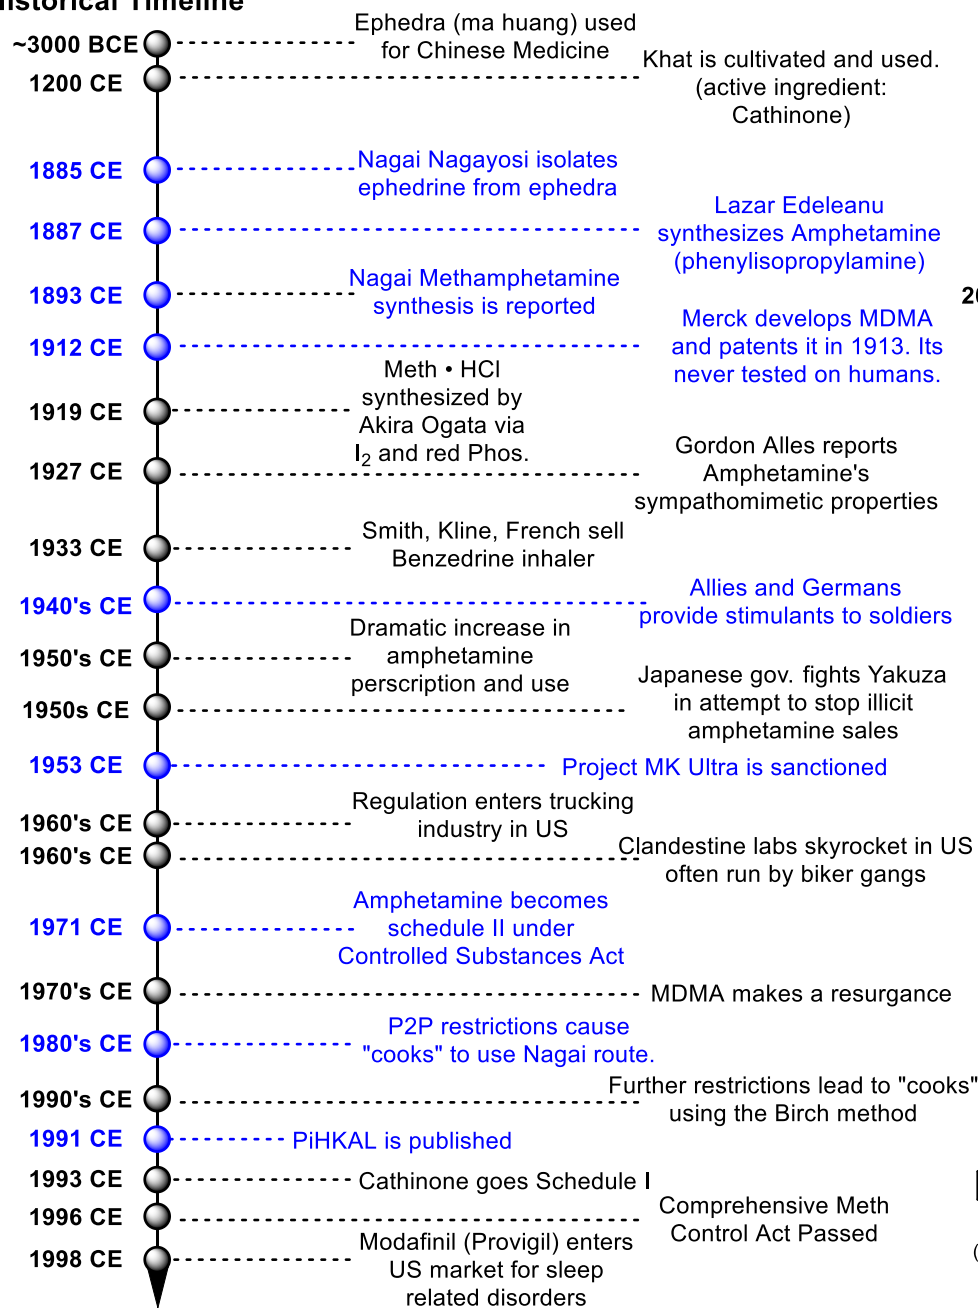 Historical Timeline
~3000 BCE
Ephedra (ma huang) used
for Chinese Medicine
1200 CE
Khat is cultivated and used.
(active ingredient:
Cathinone)
1885 CE
Nagai Nagayosi isolates
ephedrine from ephedra
1887 CE
Lazar Edeleanu
synthesizes Amphetamine
(phenylisopropylamine)
1893 CE
Nagai Methamphetamine
synthesis is reported
1912 CE
Merck develops MDMA
and patents it in 1913. Its
never tested on humans.
1919 CE
Meth • HCl
synthesized by
Akira Ogata via
I₂ and red Phos.
1927 CE
Gordon Alles reports
Amphetamine's
sympathomimetic properties
1933 CE
Smith, Kline, French sell
Benzedrine inhaler
1940's CE
Allies and Germans
provide stimulants to soldiers
1950's CE
Dramatic increase in
amphetamine
perscription and use
1950s CE
Japanese gov. fights Yakuza
in attempt to stop illicit
amphetamine sales
1953 CE
Project MK Ultra is sanctioned
1960's CE
Regulation enters trucking
industry in US
1960's CE
Clandestine labs skyrocket in US
often run by biker gangs
1971 CE
Amphetamine becomes
schedule II under
Controlled Substances Act
1970's CE
MDMA makes a resurgance
1980's CE
P2P restrictions cause
"cooks" to use Nagai route.
1990's CE
Further restrictions lead to "cooks"
using the Birch method
1991 CE
PiHKAL is published
1993 CE
Cathinone goes Schedule I
1996 CE
Comprehensive Meth
Control Act Passed
1998 CE
Modafinil (Provigil) enters
US market for sleep
related disorders